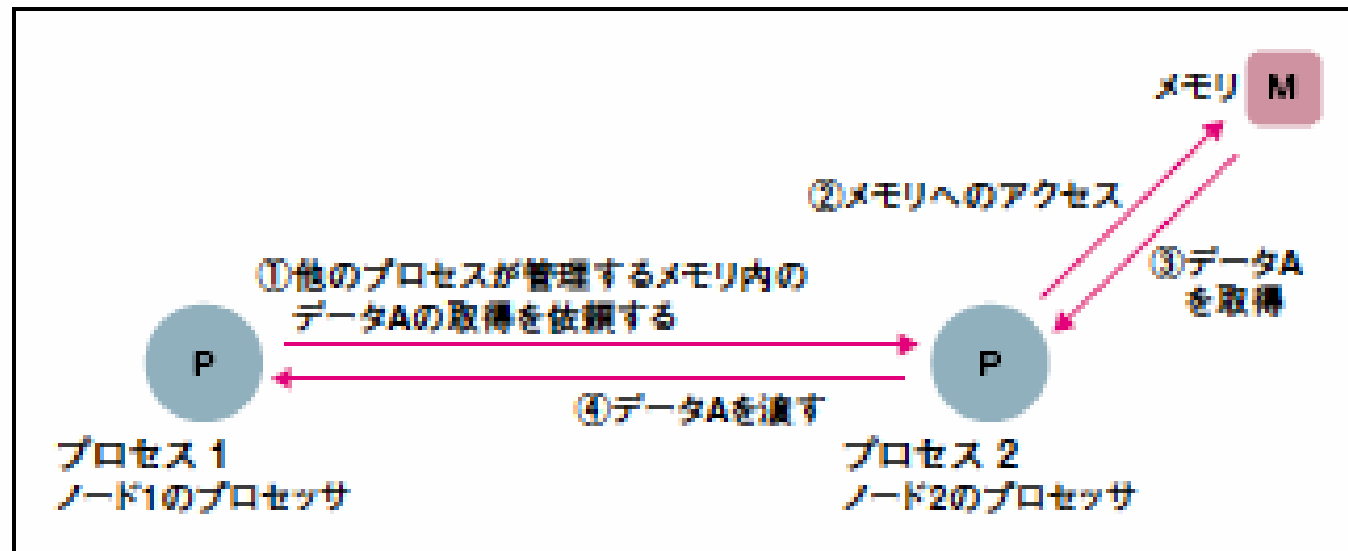 メモリ M
②メモリへのアクセス
③データA
を取得
①他のプロセスが管理するメモリ内の
データAの取得を依頼する
P
P
④データAを渡す
プロセス 1
ノード1のプロセッサ
プロセス 2
ノード2のプロセッサ